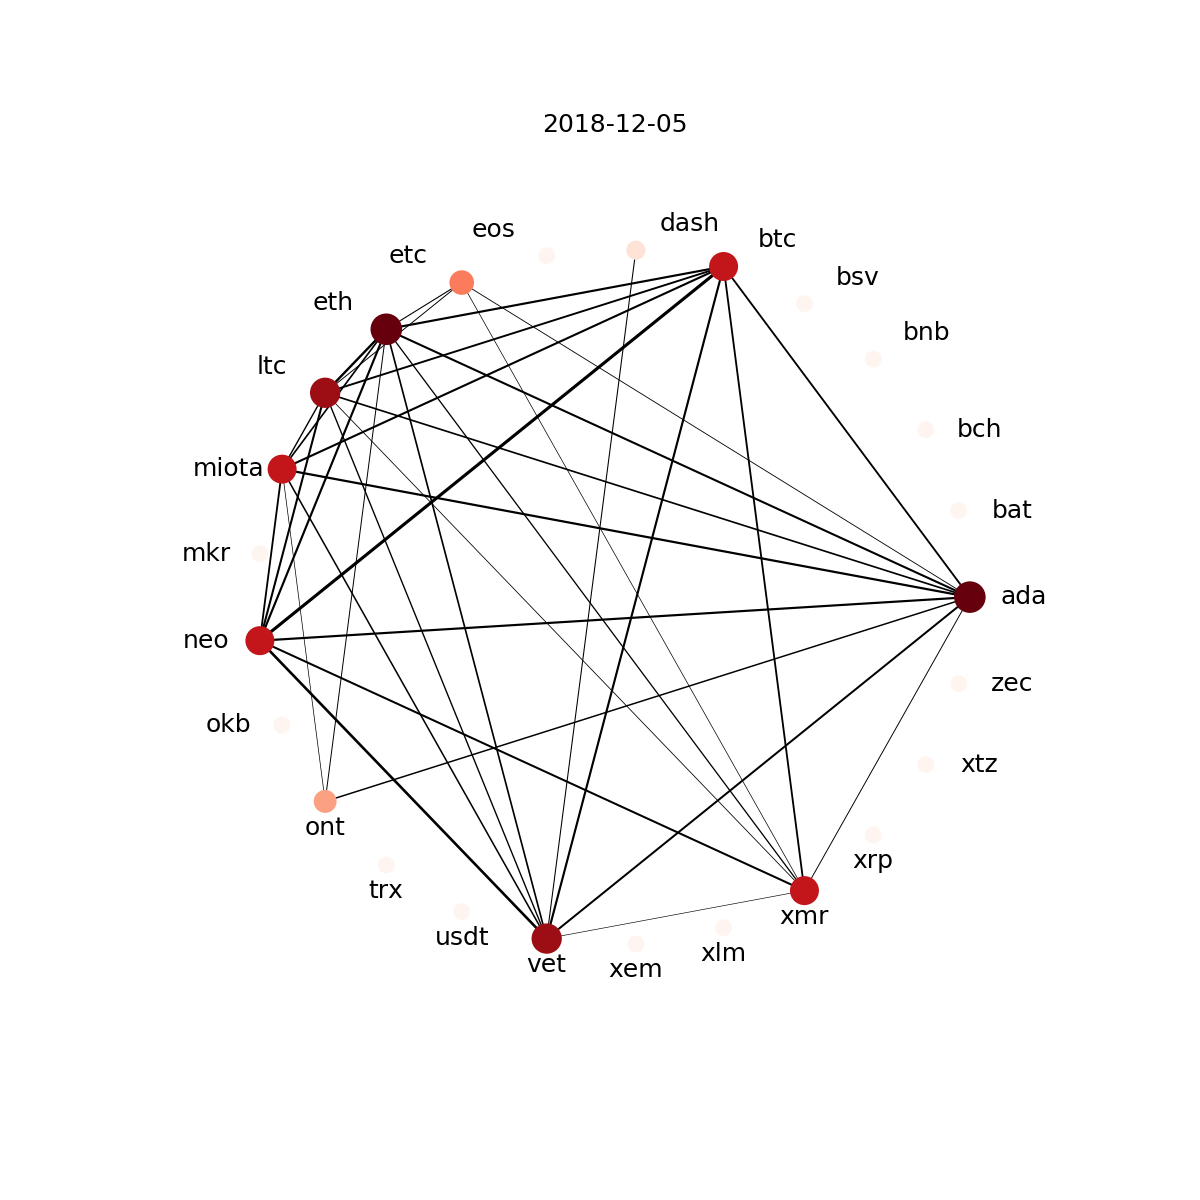 2018-12-05
dash
eos
btc
etc
bsv
eth
bnb
ltc
bch
miota
bat
mkr
ada
neo
zec
okb
xtz
ont
xrp
trx
xmr
usdt
xlm
vet
xem